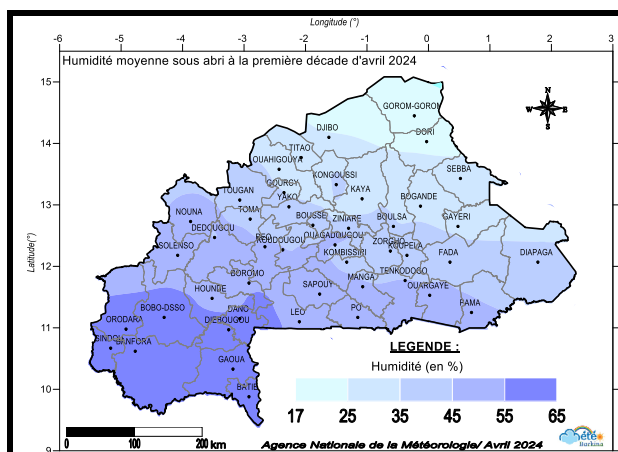 Longitude (°)
-6 -5 -4 -3 -2 -1 0 1 2 3
Humidité moyenne sous abri à la première décade d'avril 2024
15
14
13
12
11
10
9
Latitude(°)
N
W E
S
GOROM-GOROM
DJIBO
DORI
TITAO
OUAHIGOUYA
KONGOUSSI
SEBBA
GOURCY
KAYA
TOUGAN
YAKO
BOGANDE
NOUNA
TOMA
BOUSSE
ZINIARE
BOULSA
GAYERI
DEDOUGOU
REO
KOUDOUGOU
OUAGADOUGOU
ZORGHO
KOUPELA
SOLENSO
KOMBISSIRI
FADA
DIAPAGA
BOROMO
TENKODOGO
HOUNDE
SAPOUY
MANGA
OUARGAYE
BOBO-DSSO
DANO
LEO
PO
PAMA
ORODARA
DIEBOUGOU
SINDOU
BANFORA
GAOUA
BATIE
LEGENDE :
Humidité (en %)
17 25 35 45 55 65
0 100 200 km
Agence Nationale de la Météorologie/ Avril 2024
Météo
Burkina